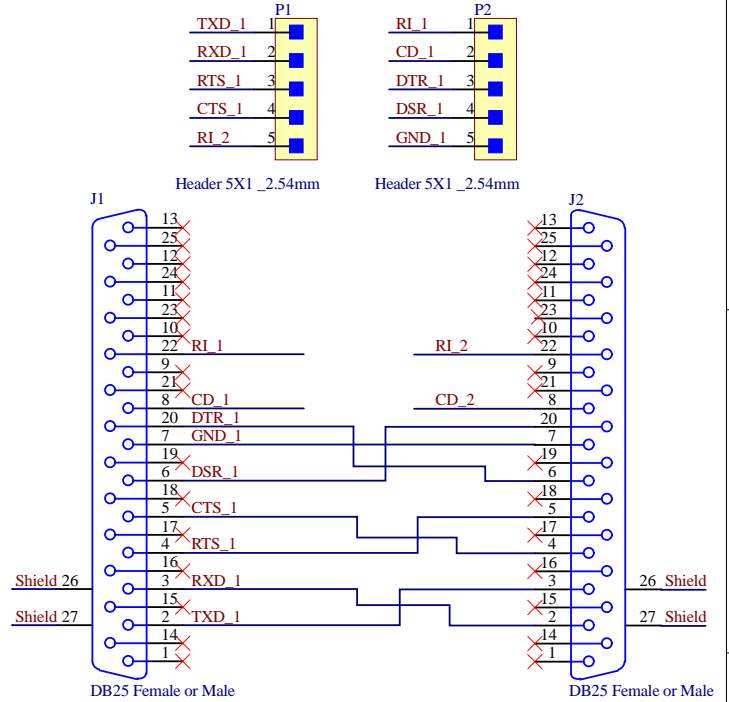 P1 P2
TXD_1 1 RI_1 1
RXD_1 2 CD_1 2
RTS_1 3 DTR_1 3
CTS_1 4 DSR_1 4
RI_2 5 GND_1 5
Header 5X1 _2.54mm Header 5X1 _2.54mm
J1 J2
13 13
25 25
12 12
24 24
11 11
23 23
10 10
22 RI_1 RI_2 22
9 9
21 21
8 CD_1 CD_2 8
20 DTR_1 20
7 GND_1 7
19 19
6 DSR_1 6
18 18
5 CTS_1 5
17 17
4 RTS_1 4
16 16
Shield 26 3 RXD_1 3 26 Shield
15 15
Shield 27 2 TXD_1 2 27 Shield
14 14
1 1
DB25 Female or Male DB25 Female or Male